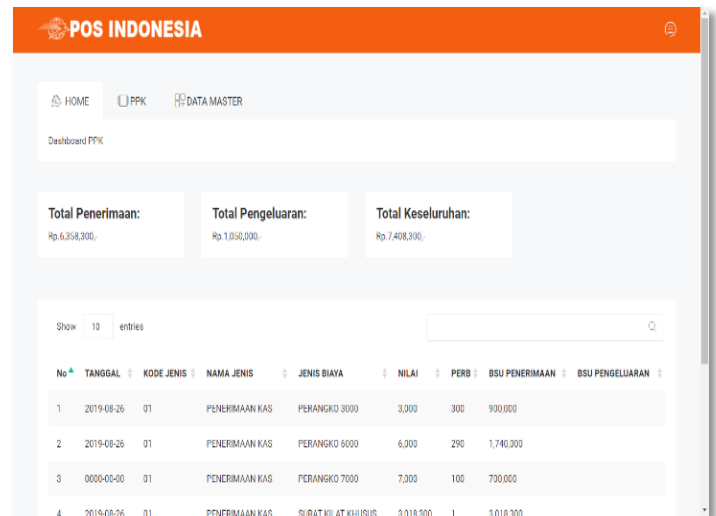 POS INDONESIA
HOME PPK DATA MASTER
Dashboard PPK
Total Penerimaan: Total Pengeluaran: Total Keseluruhan:
Rp.6,358,300,- Rp.1,050,000,- Rp.7,408,300,-
Show 10 entries
No TANGGAL KODE JENIS NAMA JENIS JENIS BIAYA NILAI PERB BSU PENERIMAAN BSU PENGELUARAN
1 2019-08-26 01 PENERIMAAN KAS PERANGKO 3000 3,000 300 900,000
2 2019-08-26 01 PENERIMAAN KAS PERANGKO 6000 6,000 290 1,740,000
3 0000-00-00 01 PENERIMAAN KAS PERANGKO 7000 7,000 100 700,000
4 2019-08-26 01 PENERIMAAN KAS SURAT KILAT KHUSUS 3,018,300 1 3,018,300